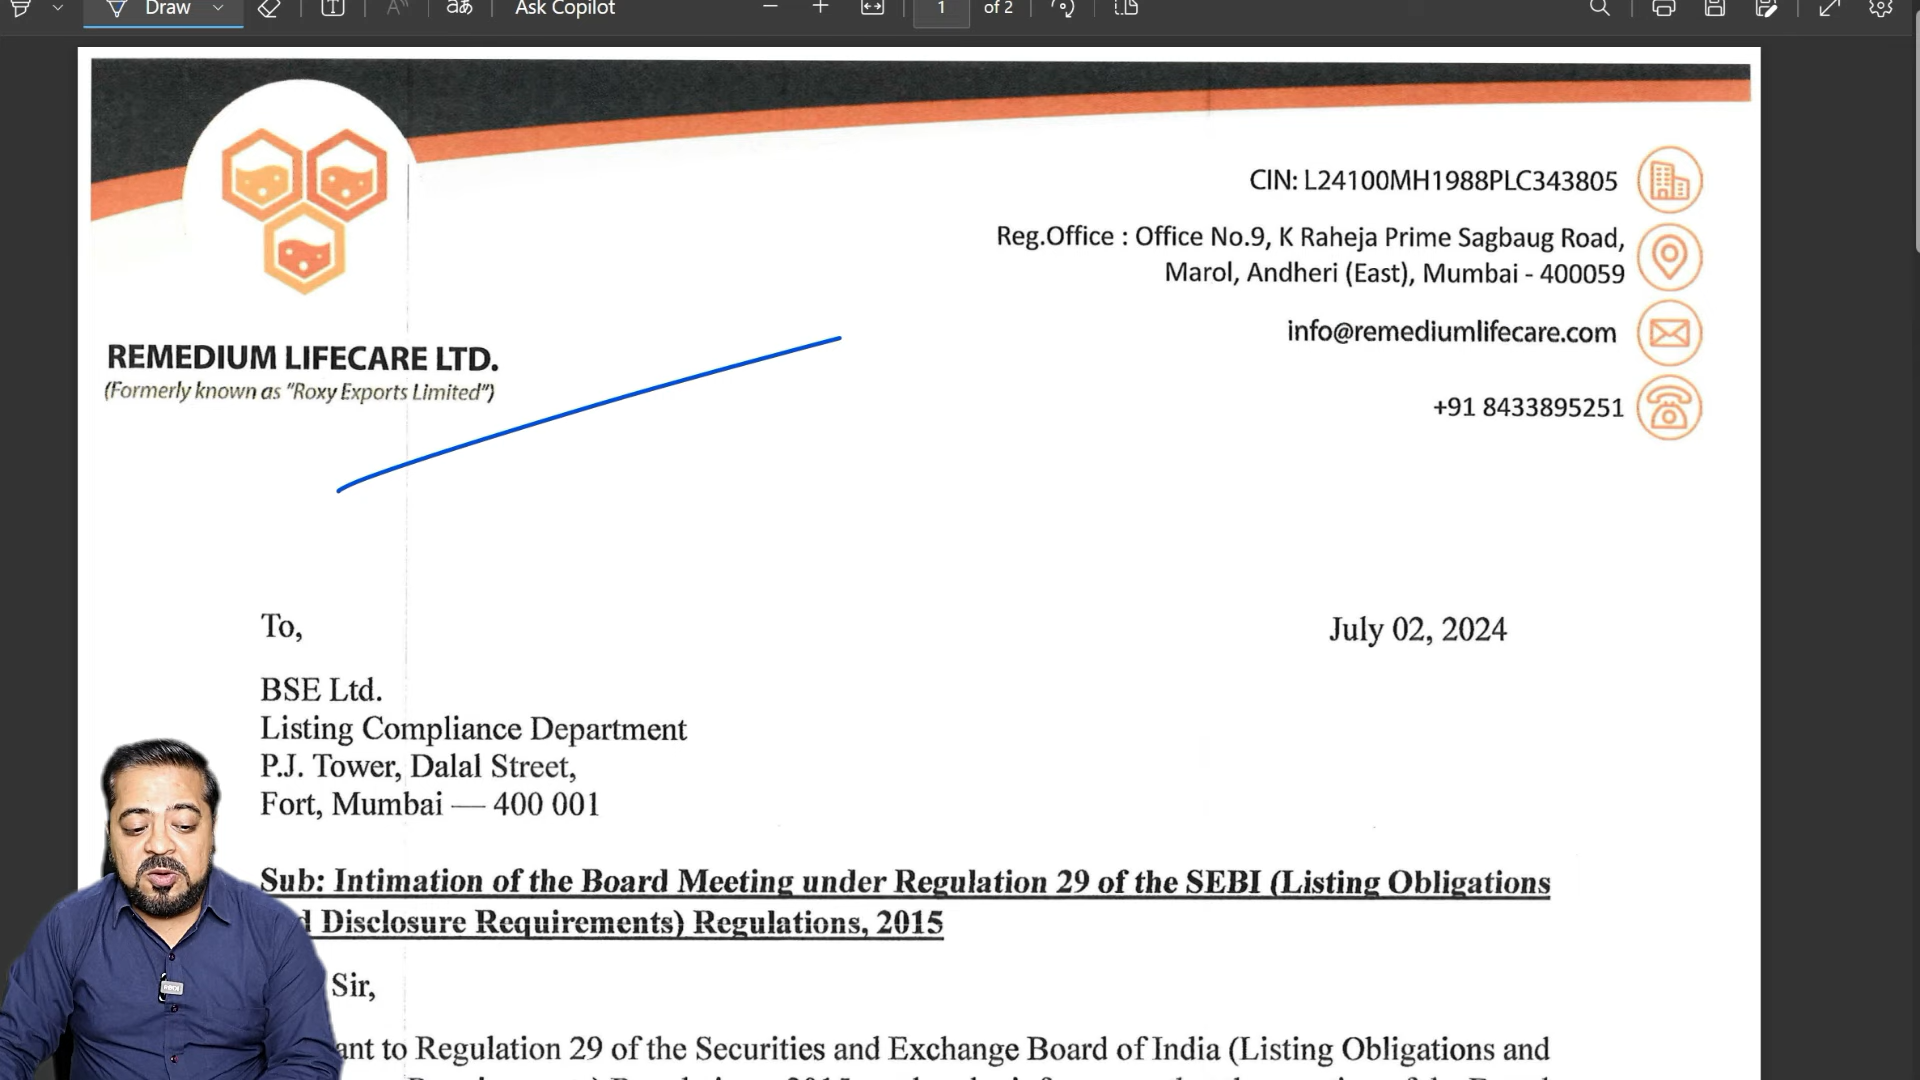 Draw
Ask Copilot
1 of 2
CIN: L24100MH1988PLC343805
Reg.Office : Office No.9, K Raheja Prime Sagbaug Road,
Marol, Andheri (East), Mumbai - 400059
info@remediumlifecare.com
+91 8433895251
REMEDIUM LIFECARE LTD.
(Formerly known as "Roxy Exports Limited")
To,
July 02, 2024
BSE Ltd.
Listing Compliance Department
P.J. Tower, Dalal Street,
Fort, Mumbai — 400 001
Sub: Intimation of the Board Meeting under Regulation 29 of the SEBI (Listing Obligations
Disclosure Requirements) Regulations, 2015
Sir,
to Regulation 29 of the Securities and Exchange Board of India (Listing Obligations and